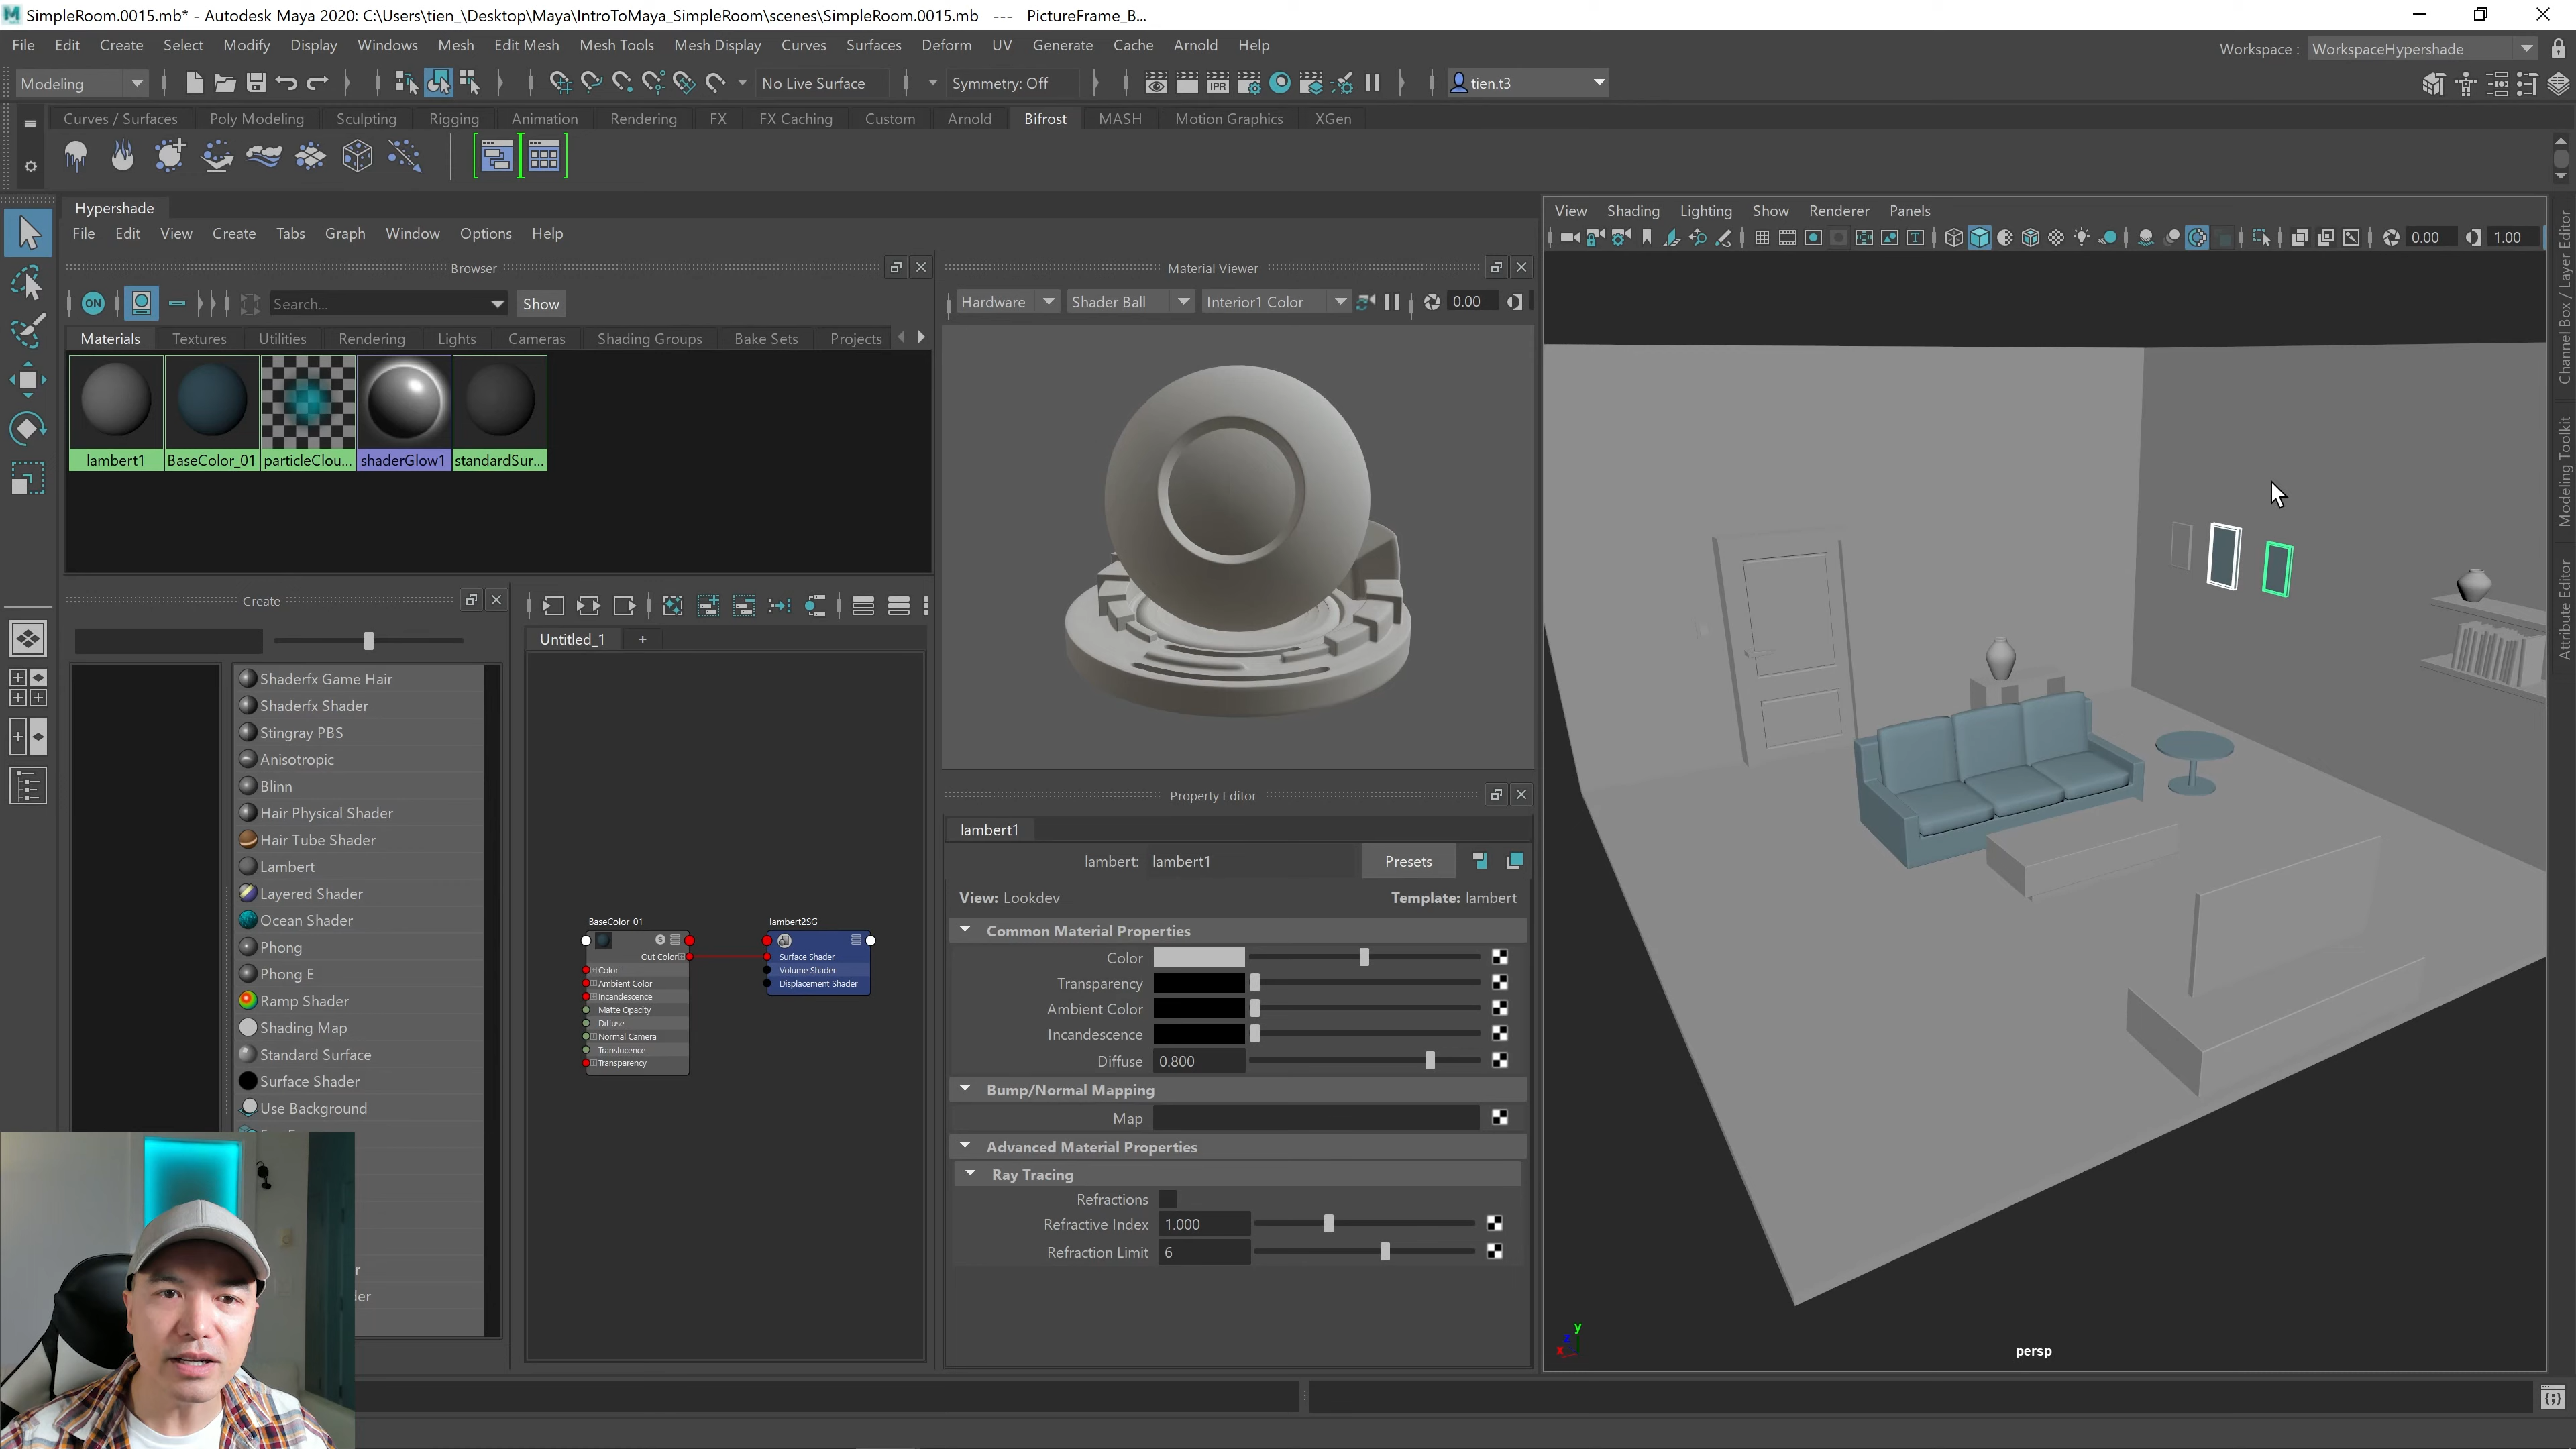 SimpleRoom.0015.mb* - Autodesk Maya 2020: C:\Users\tien_\Desktop\Maya\IntroToMaya_SimpleRoom\scenes\SimpleRoom.0015.mb --- PictureFrame_B...
File Edit Create Select Modify Display Windows Mesh Edit Mesh Mesh Tools Mesh Display Curves Surfaces Deform UV Generate Cache Arnold Help
Workspace : WorkspaceHypershade
Modeling
No Live Surface
Symmetry: Off
IPR
tien.t3
Curves / Surfaces Poly Modeling Sculpting Rigging Animation Rendering FX FX Caching Custom Arnold Bifrost MASH Motion Graphics XGen
Hypershade
File Edit View Create Tabs Graph Window Options Help
Browser
ON
Search...
Show
Materials Textures Utilities Rendering Lights Cameras Shading Groups Bake Sets Projects
lambert1 BaseColor_01 particleClou... shaderGlow1 standardSur...
Create
Shaderfx Game Hair
Shaderfx Shader
Stingray PBS
Anisotropic
Blinn
Hair Physical Shader
Hair Tube Shader
Lambert
Layered Shader
Ocean Shader
Phong
Phong E
Ramp Shader
Shading Map
Standard Surface
Surface Shader
Use Background
Untitled_1 +
BaseColor_01
Out Color
Color
Ambient Color
Incandescence
Matte Opacity
Diffuse
Normal Camera
Translucence
Transparency
lambert2SG
Surface Shader
Volume Shader
Displacement Shader
Material Viewer
Hardware Shader Ball Interior1 Color 0.00
Property Editor
lambert1
lambert: lambert1 Presets
View: Lookdev Template: lambert
Common Material Properties
Color
Transparency
Ambient Color
Incandescence
Diffuse 0.800
Bump/Normal Mapping
Map
Advanced Material Properties
Ray Tracing
Refractions
Refractive Index 1.000
Refraction Limit 6
View Shading Lighting Show Renderer Panels
0.00 1.00
y
z
x
persp
Channel Box / Layer Editor
Modeling Toolkit
Attribute Editor